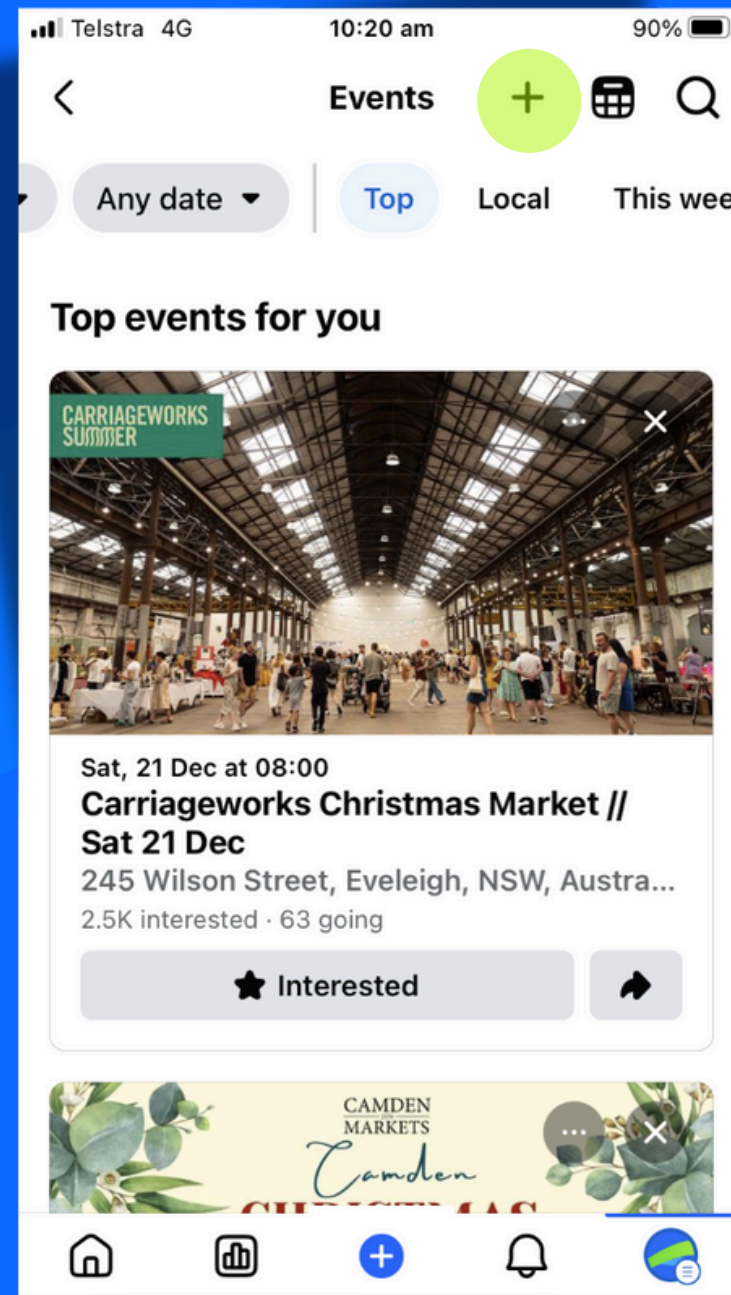 Telstra 4G 10:20 am 90%
Events
Any date Top Local This wee
Top events for you
CARRIAGEWORKS
SUMMER
Sat, 21 Dec at 08:00
Carriageworks Christmas Market //
Sat 21 Dec
245 Wilson Street, Eveleigh, NSW, Austra...
2.5K interested · 63 going
Interested
CAMDEN
MARKETS
Camden
CHRISTMAS